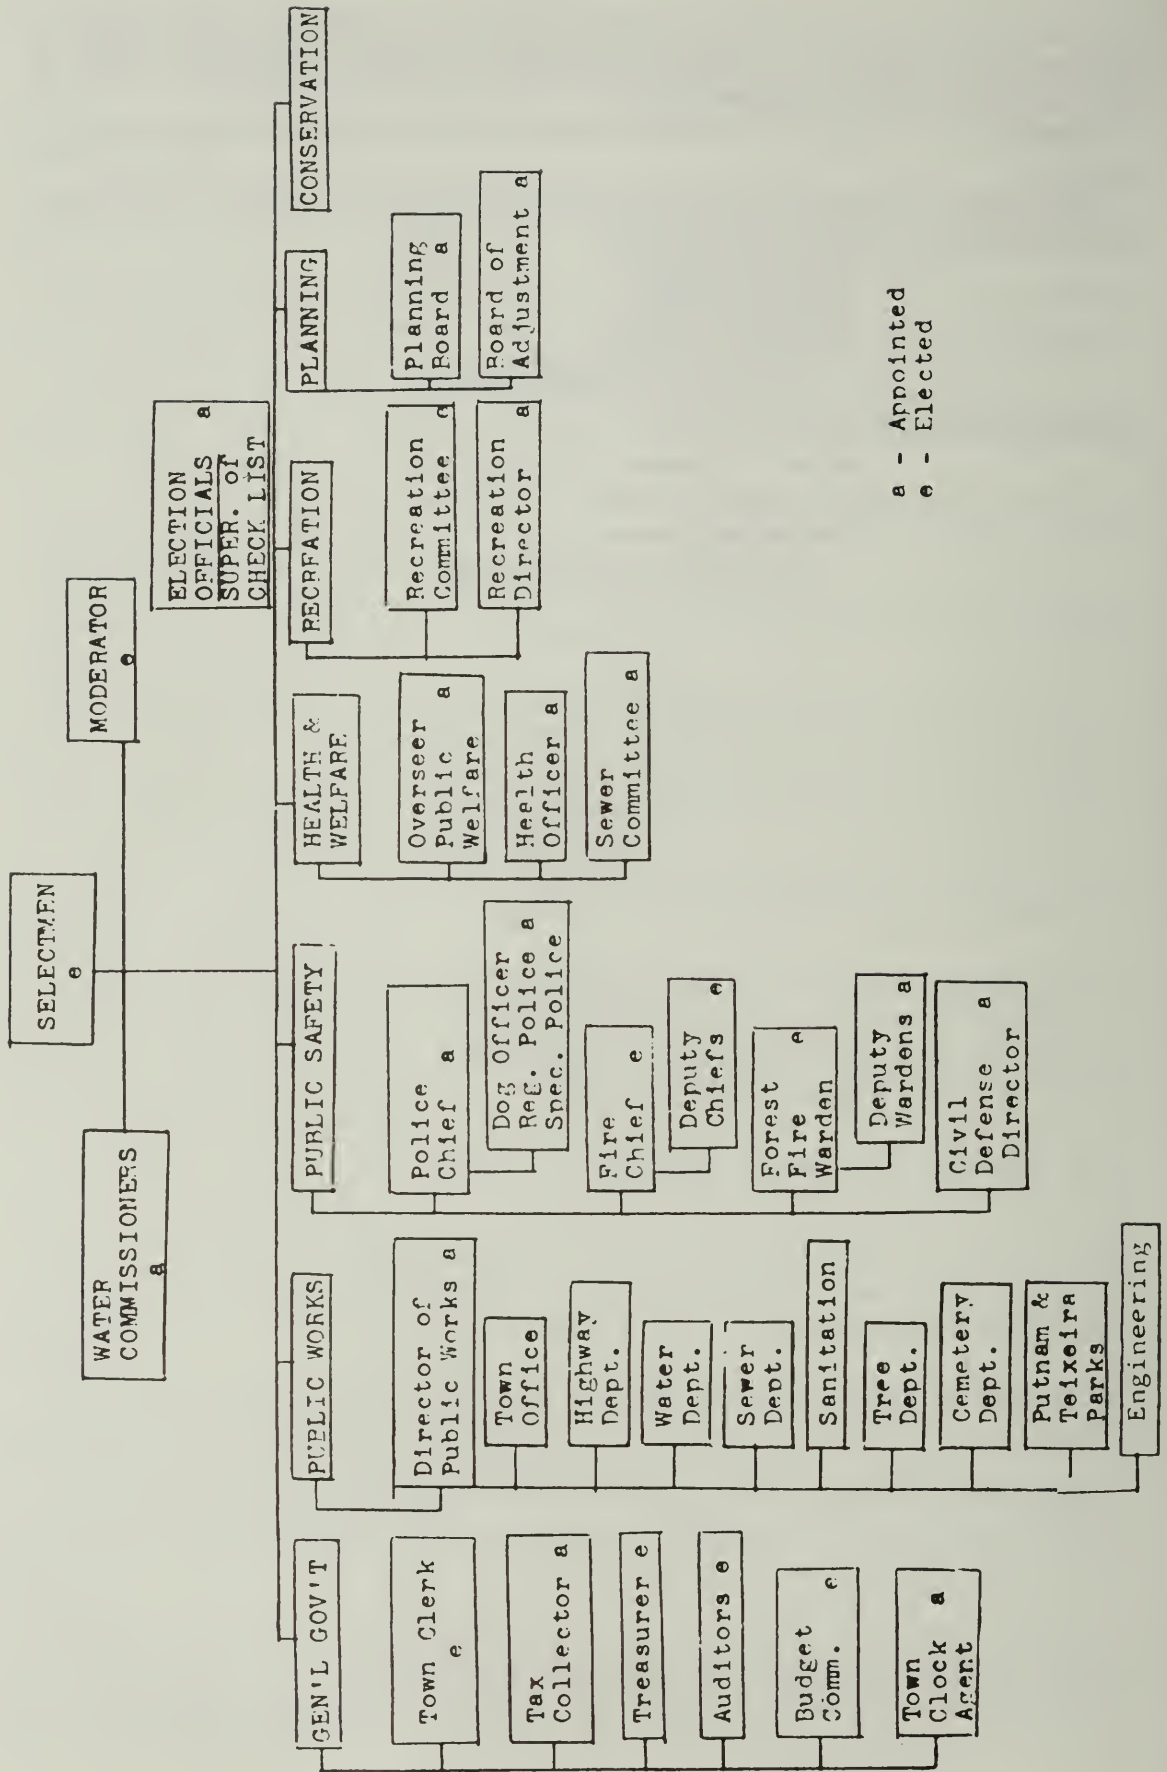 SELECTMEN
e
WATER
COMMISSIONERS
a
MODERATOR
e
ELECTION
OFFICIALS a
SUPER. of
CHECK LIST
GEN'L GOV'T
Town Clerk
e
Tax
Collector a
Treasurer e
Auditors e
Budget
Comm. e
Town
Clock a
Agent
PUBLIC WORKS
Director of
Public Works a
Town
Office
Highway
Dept.
Water
Dept.
Sewer
Dept.
Sanitation
Tree
Dept.
Cemetery
Dept.
Putnam &
Teixeira
Parks
Engineering
PUBLIC SAFETY
Police
Chief a
Dog Officer
Reg. Police a
Spec. Police
Fire
Chief e
Deputy
Chiefs e
Forest
Fire e
Warden
Deputy
Wardens a
Civil
Defense a
Director
HEALTH &
WELFARE
Overseer
Public a
Welfare
Health
Officer a
Sewer
Committee a
RECREATION
Recreation
Committee e
Recreation
Director a
PLANNING
Planning
Board a
Board of
Adjustment a
CONSERVATION
a - Appointed
e - Elected